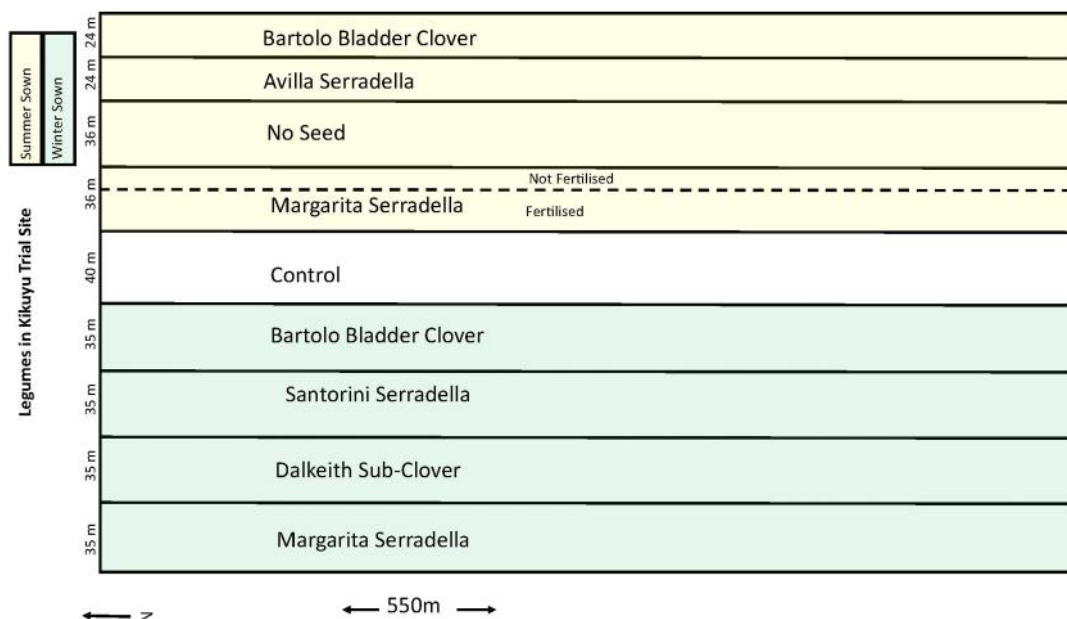 24 m
Bartolo Bladder Clover
Summer Sown
Winter Sown
24 m
Avilla Serradella
36 m
No Seed
36 m
Not Fertilised
Margarita Serradella
Fertilised
Legumes in Kikuyu Trial Site
40 m
Control
35 m
Bartolo Bladder Clover
35 m
Santorini Serradella
35 m
Dalkeith Sub-Clover
35 m
Margarita Serradella
N
550m